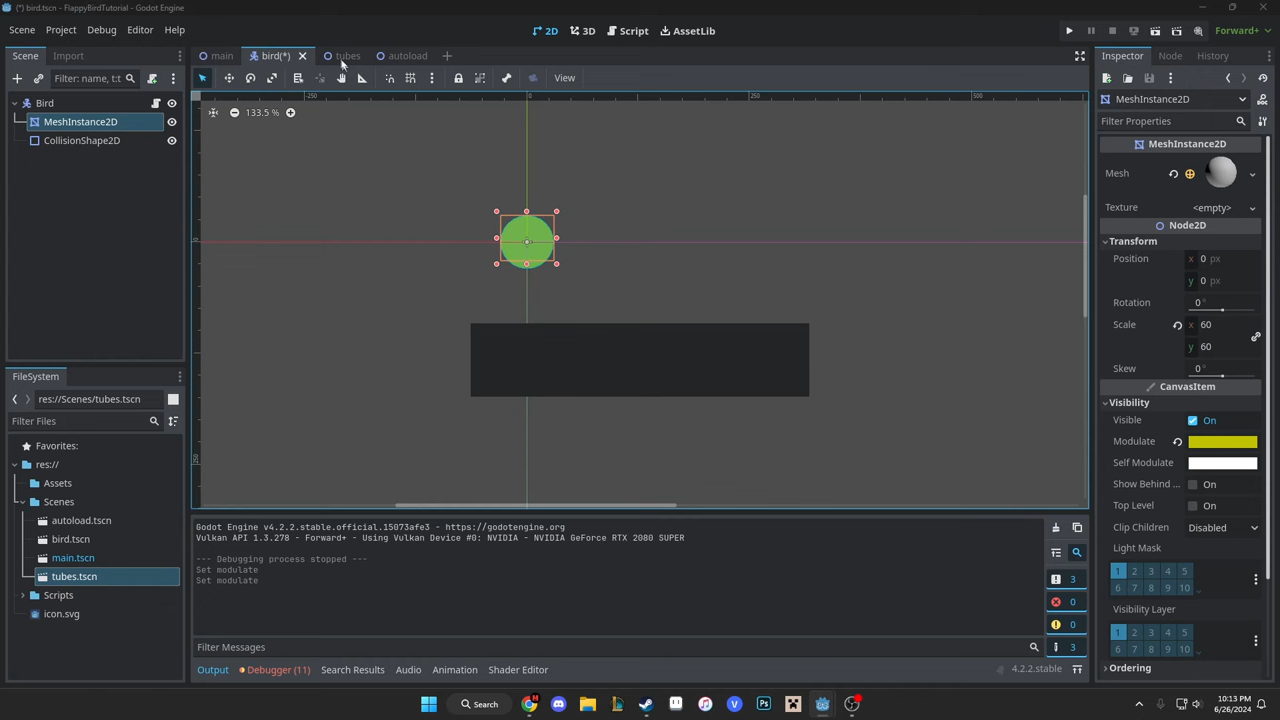 (*) bird.tscn - FlappyBirdTutorial - Godot Engine
Scene Project Debug Editor Help
2D 3D Script AssetLib
Forward+
Scene Import
main bird(*) tubes autoload
Inspector Node History
Filter: name, t:t
View
MeshInstance2D
Filter Properties
Bird
MeshInstance2D
CollisionShape2D
-250 0 250 500
133.5 %
0
250
MeshInstance2D
Mesh
Texture <empty>
Node2D
Transform
Position x 0 px
y 0 px
Rotation 0 °
Scale x 60
y 60
Skew 0 °
CanvasItem
Visibility
Visible On
Modulate
Self Modulate
Show Behind ... On
Top Level On
Clip Children Disabled
Light Mask
1 2 3 4 5
6 7 8 9 10
Visibility Layer
1 2 3 4 5
6 7 8 9 10
Ordering
FileSystem
res://Scenes/tubes.tscn
Filter Files
Favorites:
res://
Assets
Scenes
autoload.tscn
bird.tscn
main.tscn
tubes.tscn
Scripts
icon.svg
Godot Engine v4.2.2.stable.official.15073afe3 - https://godotengine.org
Vulkan API 1.3.278 - Forward+ - Using Vulkan Device #0: NVIDIA - NVIDIA GeForce RTX 2080 SUPER
--- Debugging process stopped ---
Set modulate
Set modulate
3
0
0
3
Filter Messages
Output Debugger (11) Search Results Audio Animation Shader Editor
4.2.2.stable
Search
10:13 PM
6/26/2024